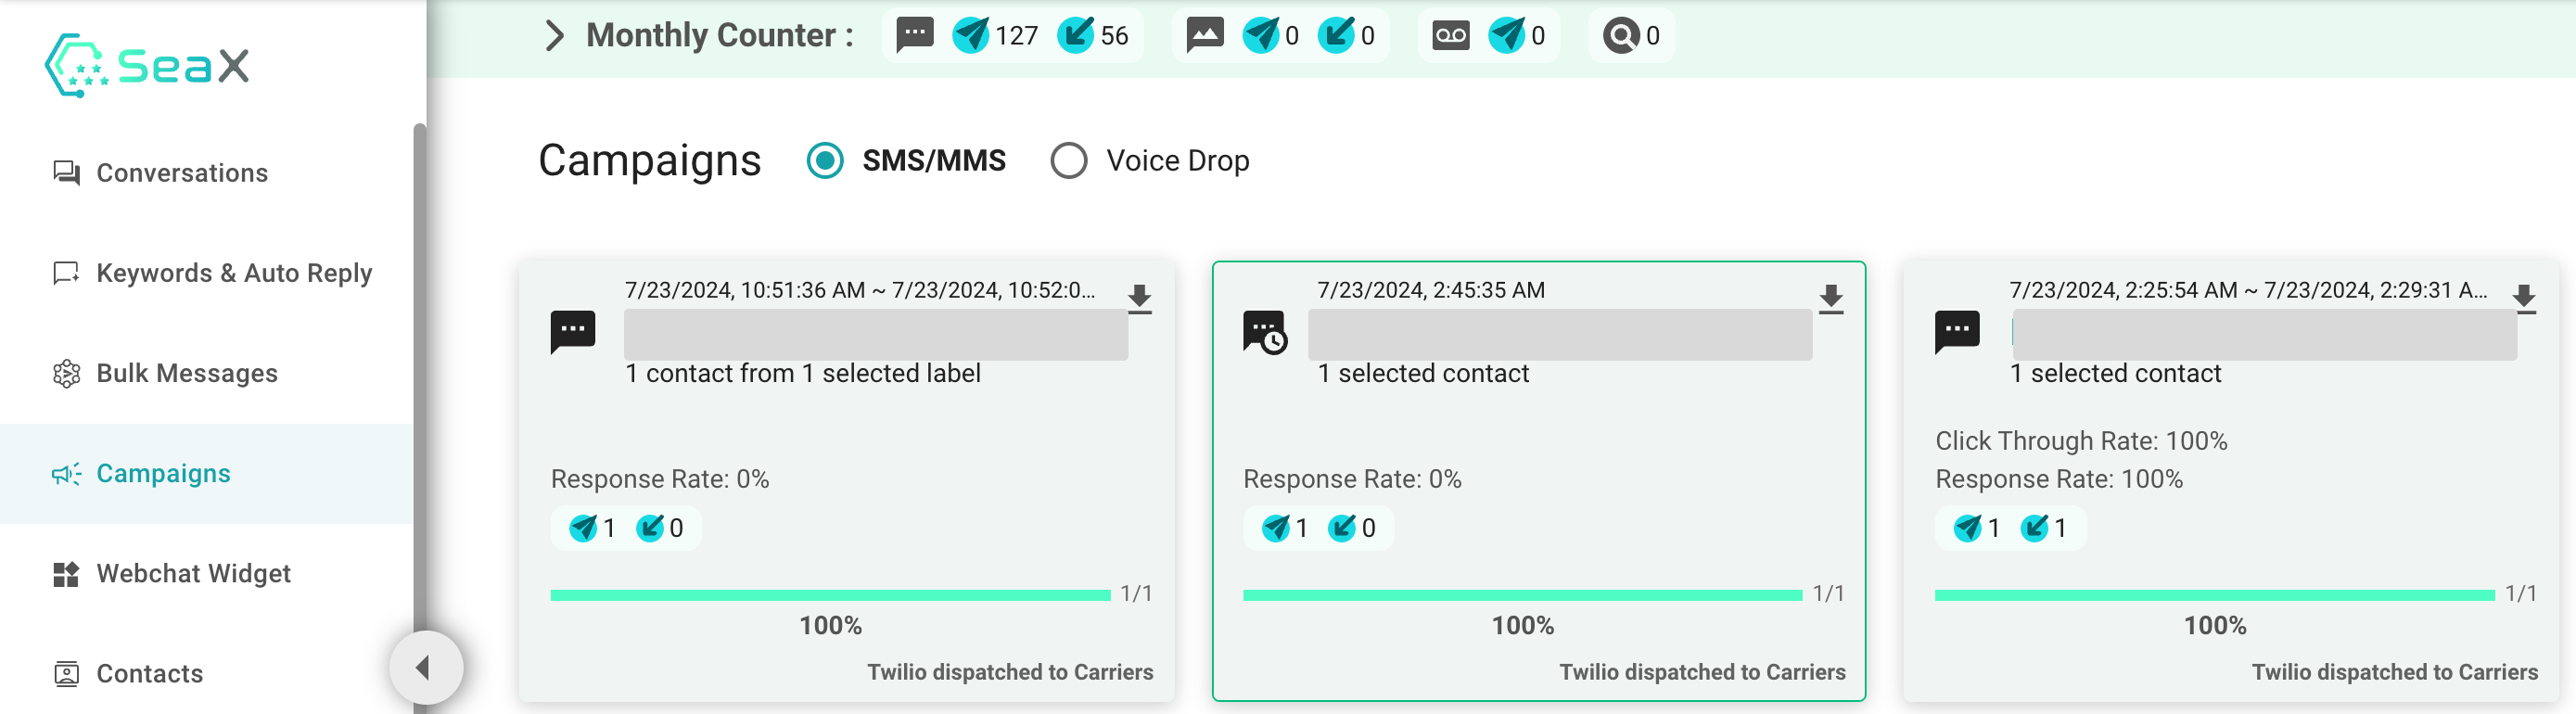 Monthly Counter : 127 56 0 0 0 0
SeaX
Conversations
Keywords & Auto Reply
Bulk Messages
Campaigns
Webchat Widget
Contacts
Campaigns SMS/MMS Voice Drop
7/23/2024, 10:51:36 AM ~ 7/23/2024, 10:52:0...
1 contact from 1 selected label
Response Rate: 0%
1 0
1/1
100%
Twilio dispatched to Carriers
7/23/2024, 2:45:35 AM
1 selected contact
Response Rate: 0%
1 0
1/1
100%
Twilio dispatched to Carriers
7/23/2024, 2:25:54 AM ~ 7/23/2024, 2:29:31 A...
1 selected contact
Click Through Rate: 100%
Response Rate: 100%
1 1
1/1
100%
Twilio dispatched to Carriers